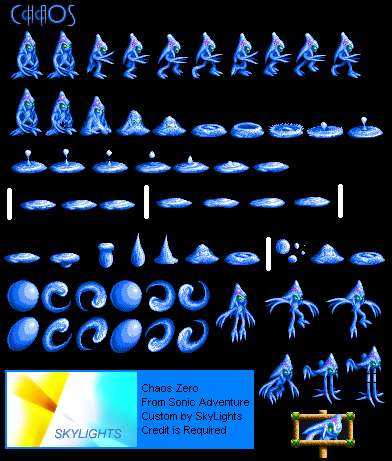 CHAOS
SKYLIGHTS
Chaos Zero
From Sonic Adventure
Custom by SkyLights
Credit is Required